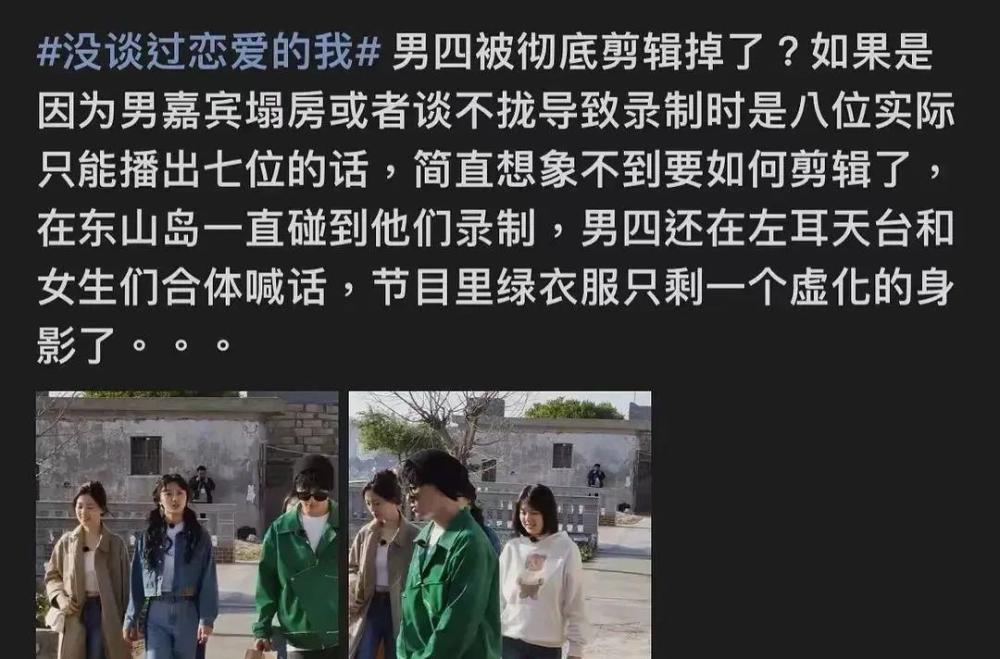 #没谈过恋爱的我# 男四被彻底剪辑掉了？如果是
因为男嘉宾塌房或者谈不拢导致录制时是八位实际
只能播出七位的话，简直想象不到要如何剪辑了，
在东山岛一直碰到他们录制，男四还在左耳天台和
女生们合体喊话，节目里绿衣服只剩一个虚化的身
影了。。。